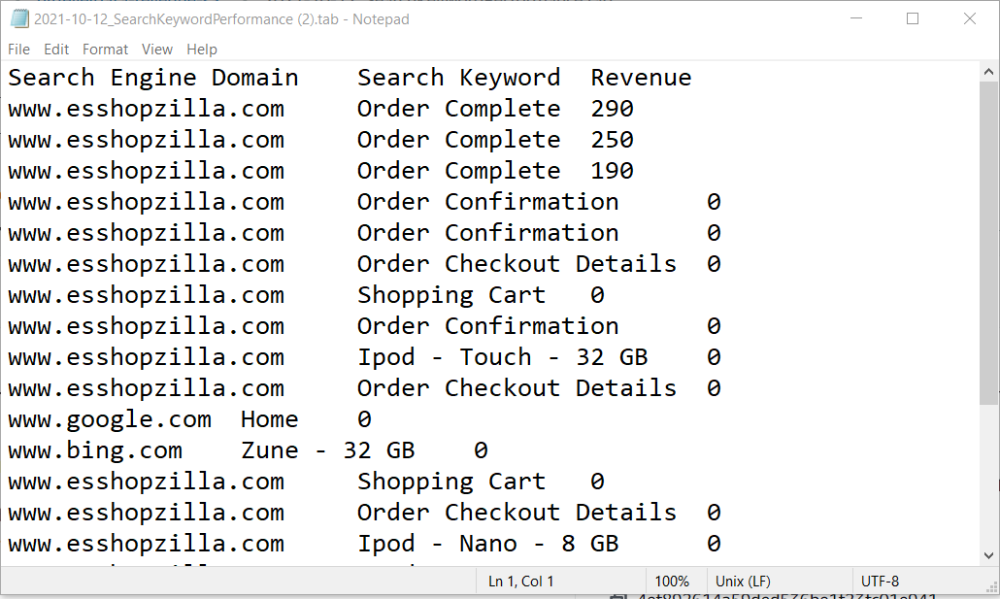 2021-10-12_SearchKeywordPerformance (2).tab - Notepad
File Edit Format View Help
Search Engine Domain Search Keyword Revenue
www.esshopzilla.com Order Complete 290
www.esshopzilla.com Order Complete 250
www.esshopzilla.com Order Complete 190
www.esshopzilla.com Order Confirmation 0
www.esshopzilla.com Order Confirmation 0
www.esshopzilla.com Order Checkout Details 0
www.esshopzilla.com Shopping Cart 0
www.esshopzilla.com Order Confirmation 0
www.esshopzilla.com Ipod - Touch - 32 GB 0
www.esshopzilla.com Order Checkout Details 0
www.google.com Home 0
www.bing.com Zune - 32 GB 0
www.esshopzilla.com Shopping Cart 0
www.esshopzilla.com Order Checkout Details 0
www.esshopzilla.com Ipod - Nano - 8 GB 0
Ln 1, Col 1 100% Unix (LF) UTF-8